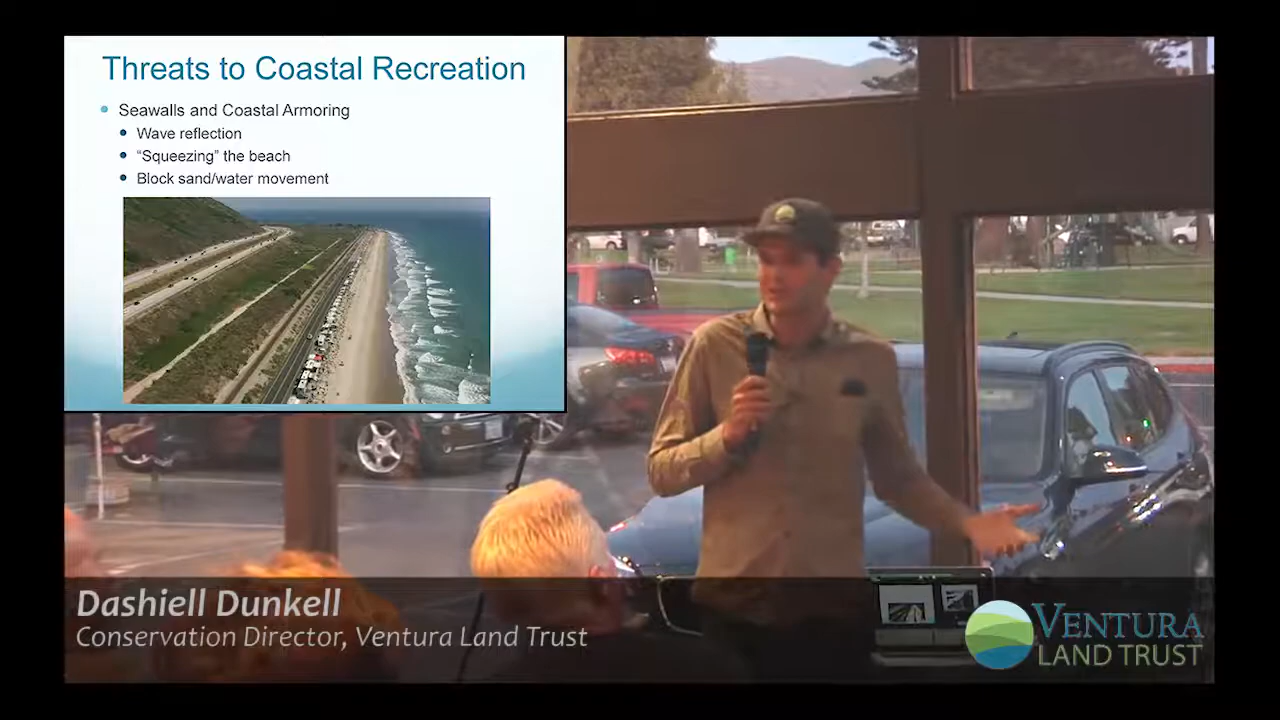 Threats to Coastal Recreation
Seawalls and Coastal Armoring
Wave reflection
“Squeezing” the beach
Block sand/water movement
Dashiell Dunkell
Conservation Director, Ventura Land Trust
VENTURA
LAND TRUST